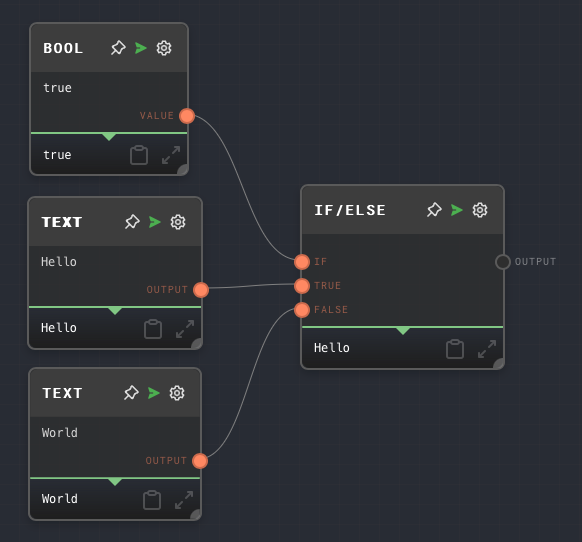 BOOL
true
VALUE
true
TEXT
Hello
OUTPUT
Hello
TEXT
World
OUTPUT
World
IF/ELSE
IF
OUTPUT
TRUE
FALSE
Hello